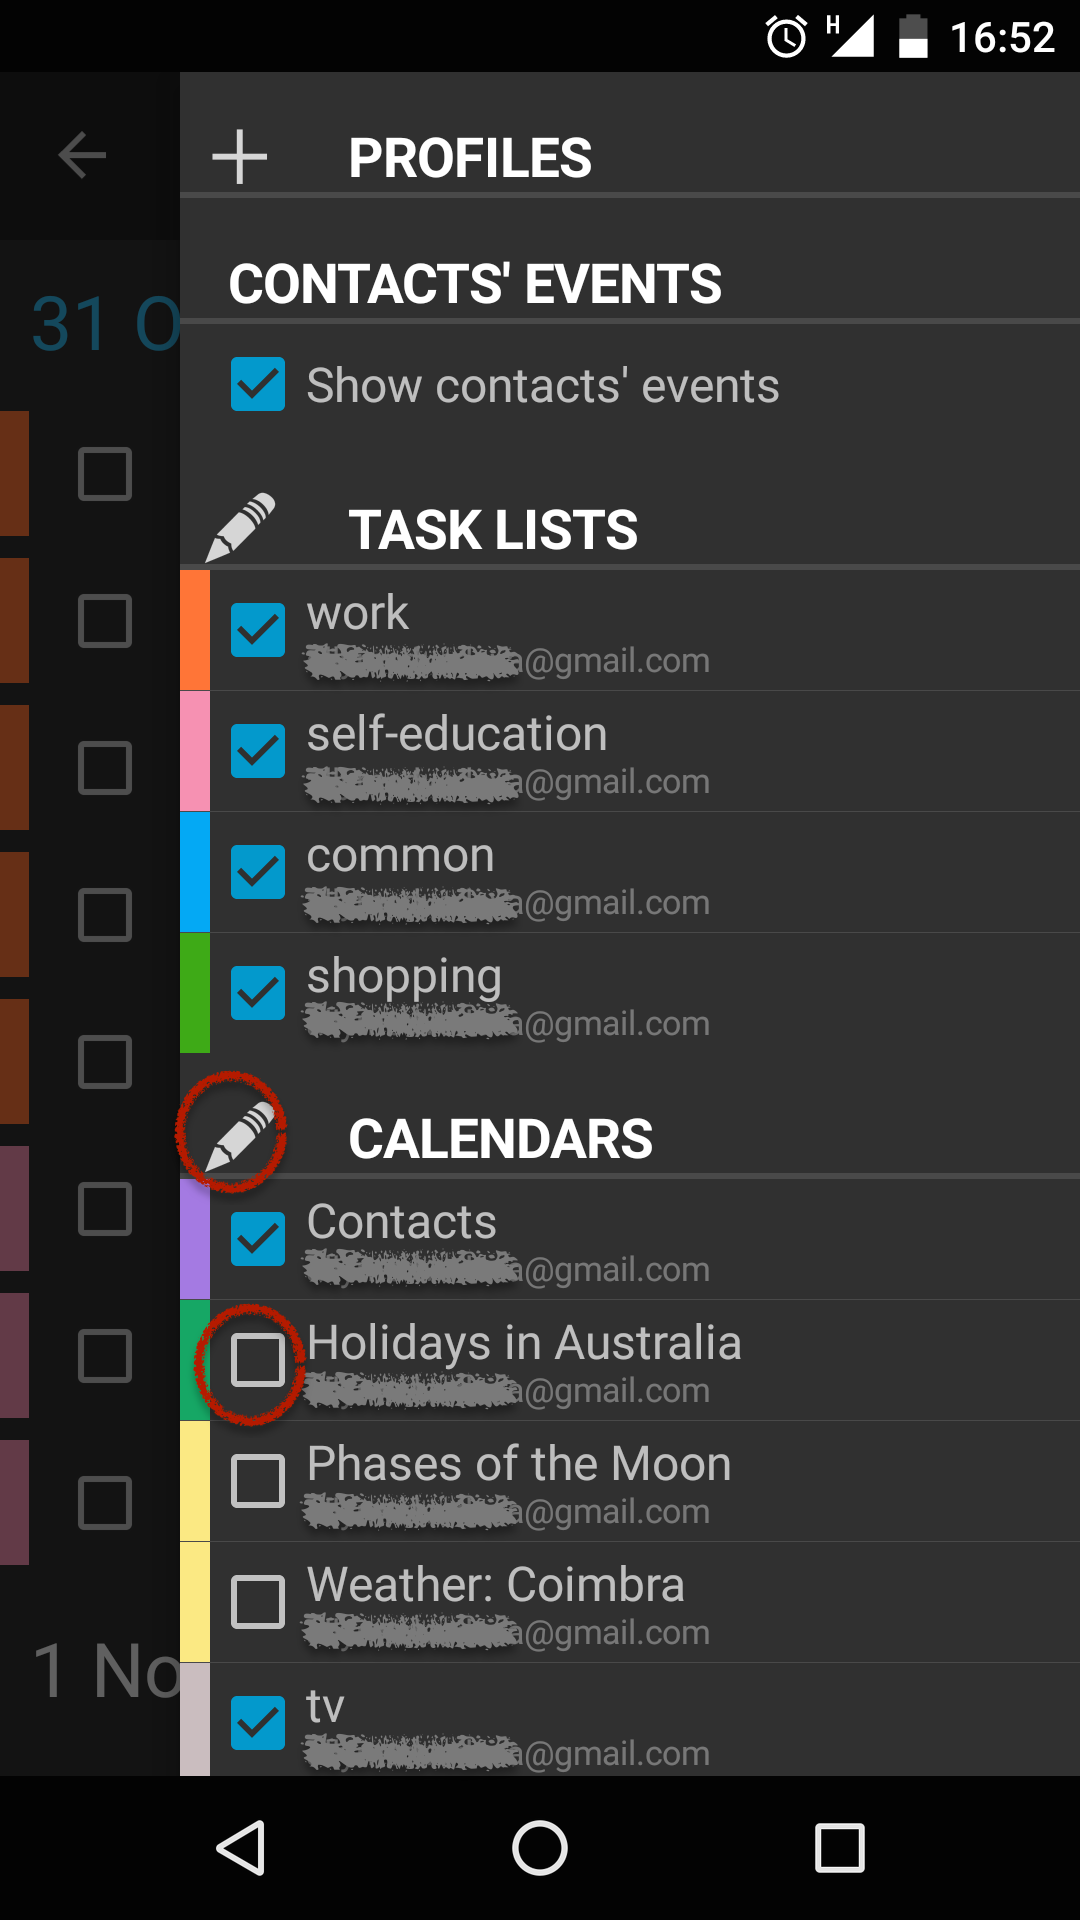 H 16:52
PROFILES
CONTACTS' EVENTS
31 O
Show contacts' events
TASK LISTS
work
@gmail.com
self-education
@gmail.com
common
@gmail.com
shopping
@gmail.com
CALENDARS
Contacts
@gmail.com
Holidays in Australia
@gmail.com
Phases of the Moon
@gmail.com
Weather: Coimbra
@gmail.com
1 No
tv
@gmail.com